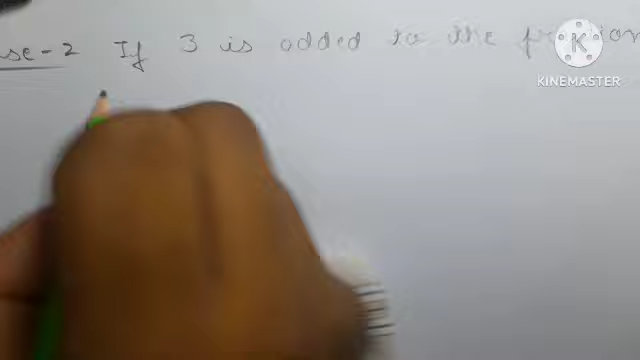 se-2 If 3 is added to the
K
KINEMASTER